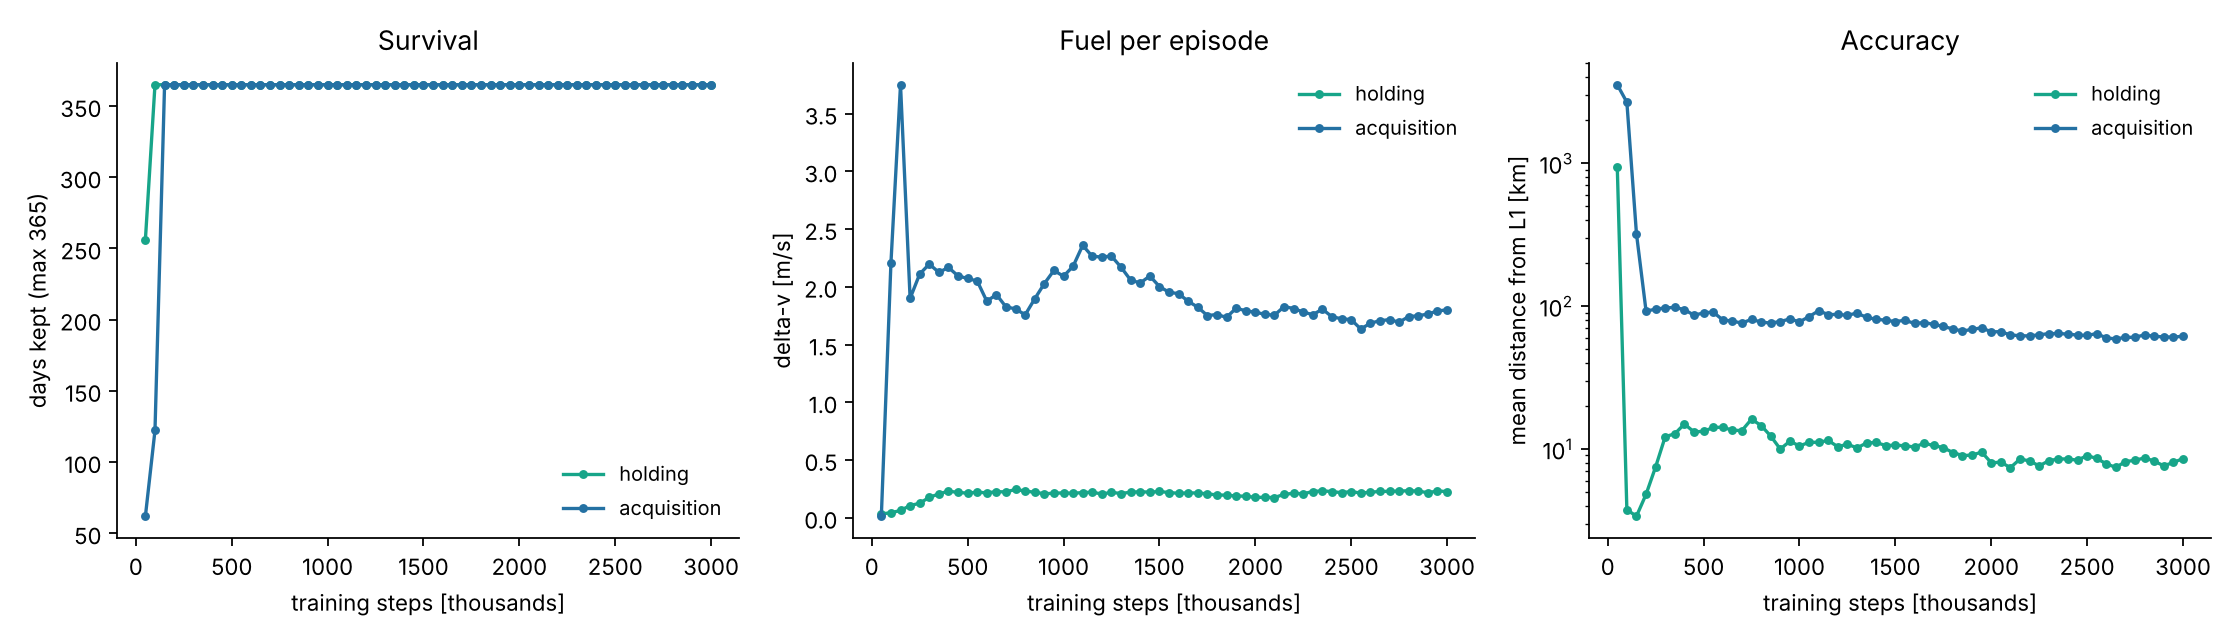 Survival
days kept (max 365)
350
300
250
200
150
100
50
0
500
1000
1500
2000
2500
3000
training steps [thousands]
holding
acquisition
Fuel per episode
delta-v [m/s]
3.5
3.0
2.5
2.0
1.5
1.0
0.5
0.0
0
500
1000
1500
2000
2500
3000
training steps [thousands]
holding
acquisition
Accuracy
mean distance from L1 [km]
10³
10²
10¹
0
500
1000
1500
2000
2500
3000
training steps [thousands]
holding
acquisition